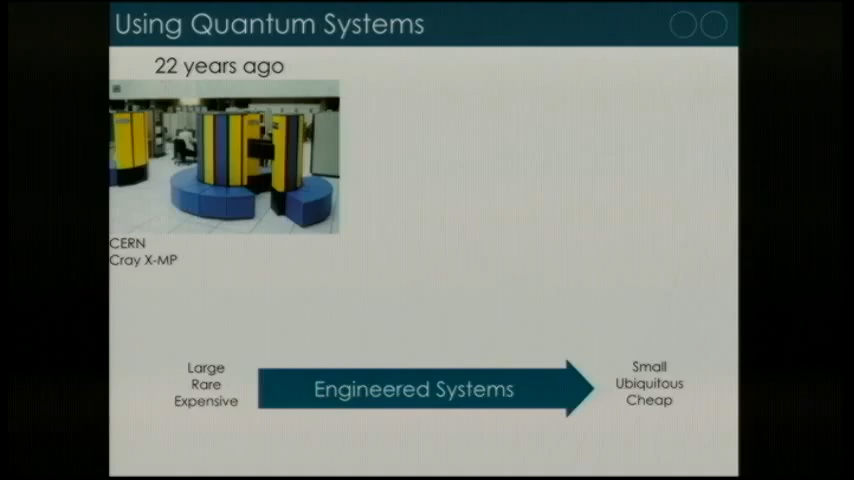 Using Quantum Systems
22 years ago
CERN
Cray X-MP
Large
Rare
Expensive
Engineered Systems
Small
Ubiquitous
Cheap